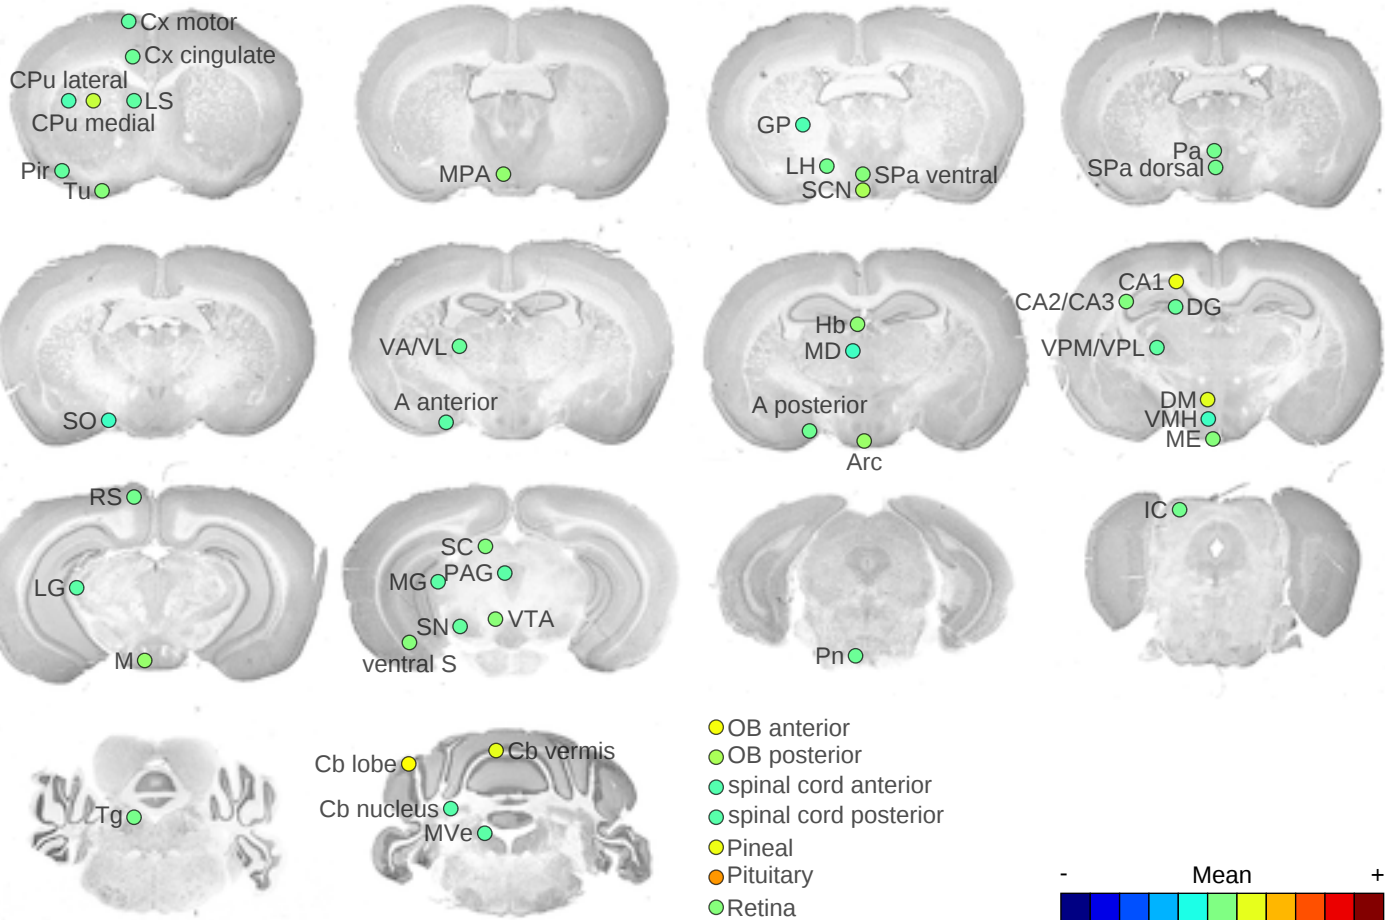 Cx motor
Cx cingulate
CPu lateral
LS
CPu medial
Pir
Tu
MPA
GP
LH
SPa ventral
SCN
Pa
SPa dorsal
SO
VA/VL
A anterior
Hb
MD
A posterior
Arc
CA1
CA2/CA3
DG
VPM/VPL
DM
VMH
ME
RS
LG
M
SC
MG
PAG
SN
VTA
ventral S
Pn
IC
Tg
Cb lobe
Cb vermis
Cb nucleus
MVe
OB anterior
OB posterior
spinal cord anterior
spinal cord posterior
Pineal
Pituitary
Retina
- Mean +